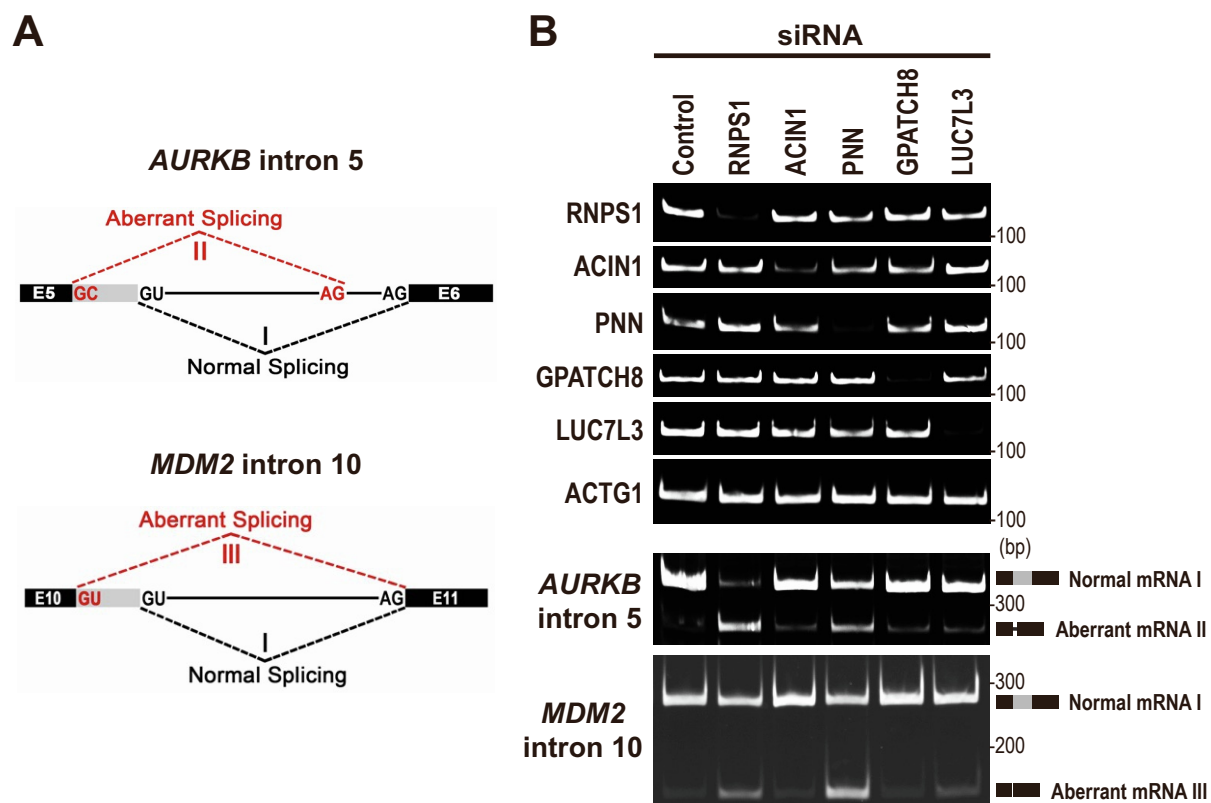 A
AURKB intron 5
Aberrant Splicing
II
E5 GC GU AG AG E6
I
Normal Splicing
MDM2 intron 10
Aberrant Splicing
III
E10 GU GU AG E11
I
Normal Splicing
B
siRNA
Control RNPS1 ACIN1 PNN GPATCH8 LUC7L3
RNPS1
-100
ACIN1
-100
PNN
-100
GPATCH8
-100
LUC7L3
-100
ACTG1
-100
(bp)
AURKB
intron 5
Normal mRNA I
-300
Aberrant mRNA II
MDM2
intron 10
-300
Normal mRNA I
-200
Aberrant mRNA III